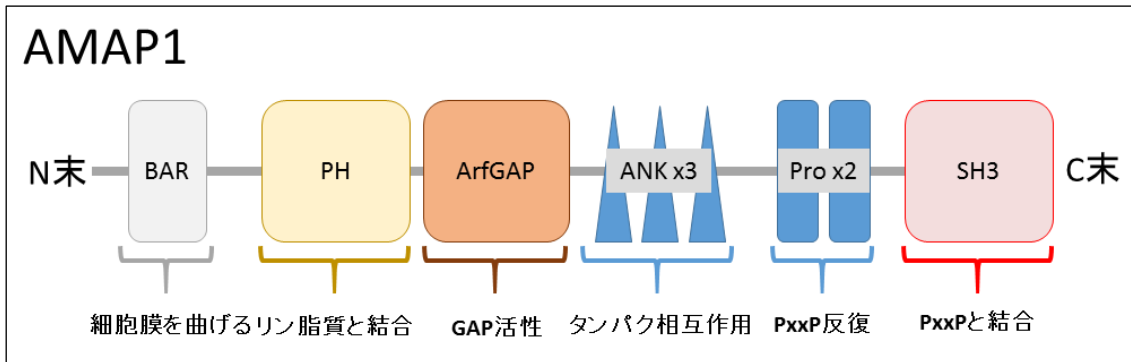 AMAP1
N末 BAR PH ArfGAP ANK x3 Pro x2 SH3 C末
細胞膜を曲げる リン脂質と結合 GAP活性 タンパク相互作用 PxxP反復 PxxPと結合